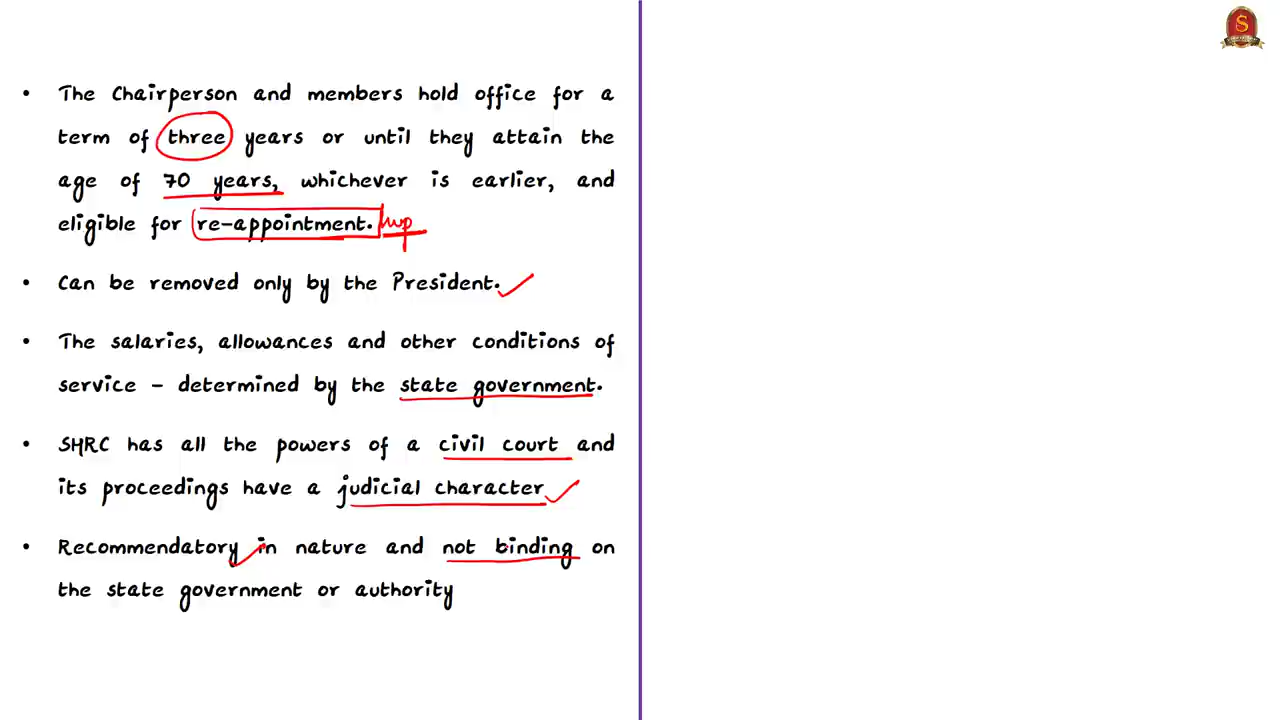 • The Chairperson and members hold office for a
term of three years or until they attain the
age of 70 years, whichever is earlier, and
eligible for re-appointment. Imp
• Can be removed only by the President.
• The salaries, allowances and other conditions of
service - determined by the state government.
• SHRC has all the powers of a civil court and
its proceedings have a judicial character
• Recommendatory in nature and not binding on
the state government or authority
S